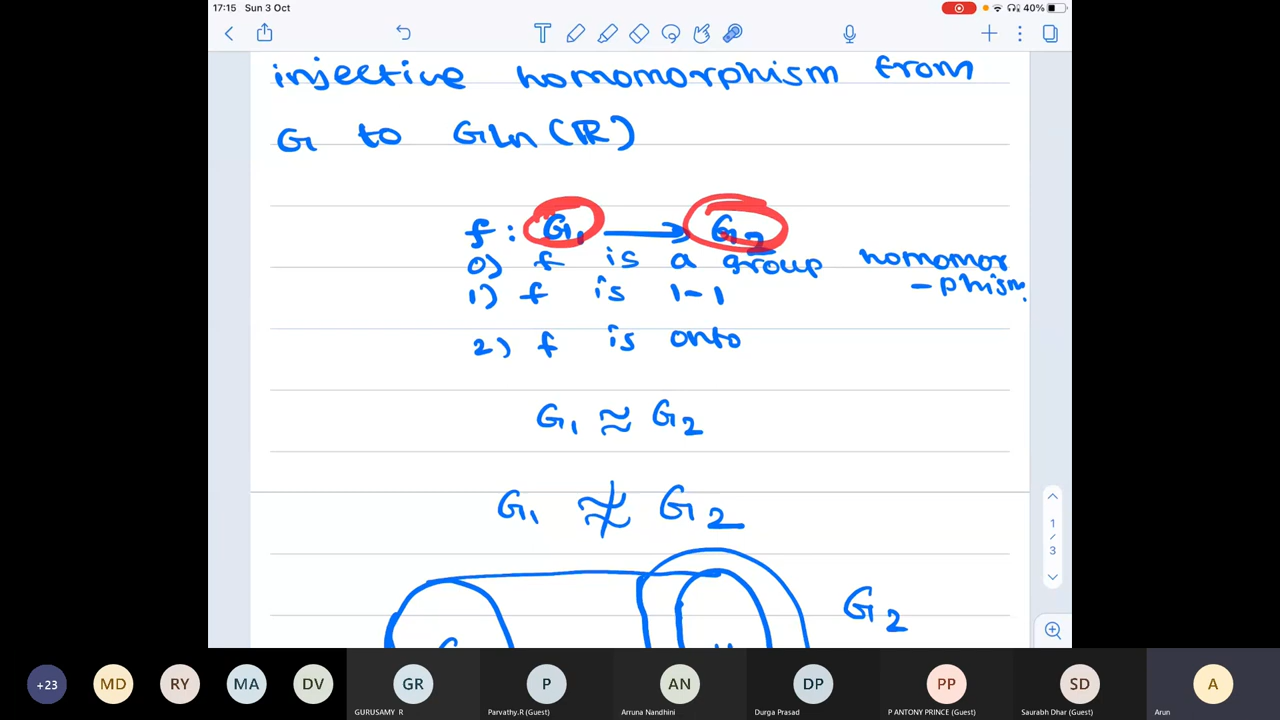 17:15 Sun 3 Oct
40%
injective homomorphism from
G to GLn(ℝ)
f : G1 → G2
0) f is a group homomor
-phism.
1) f is 1-1
2) f is onto
G1 ≈ G2
G1 ≉ G2
G2
1
/
3
+23 MD RY MA DV GR P AN DP PP SD A
GURUSAMY R Parvathy.R (Guest) Arruna Nandhini Durga Prasad P ANTONY PRINCE (Guest) Saurabh Dhar (Guest) Arun